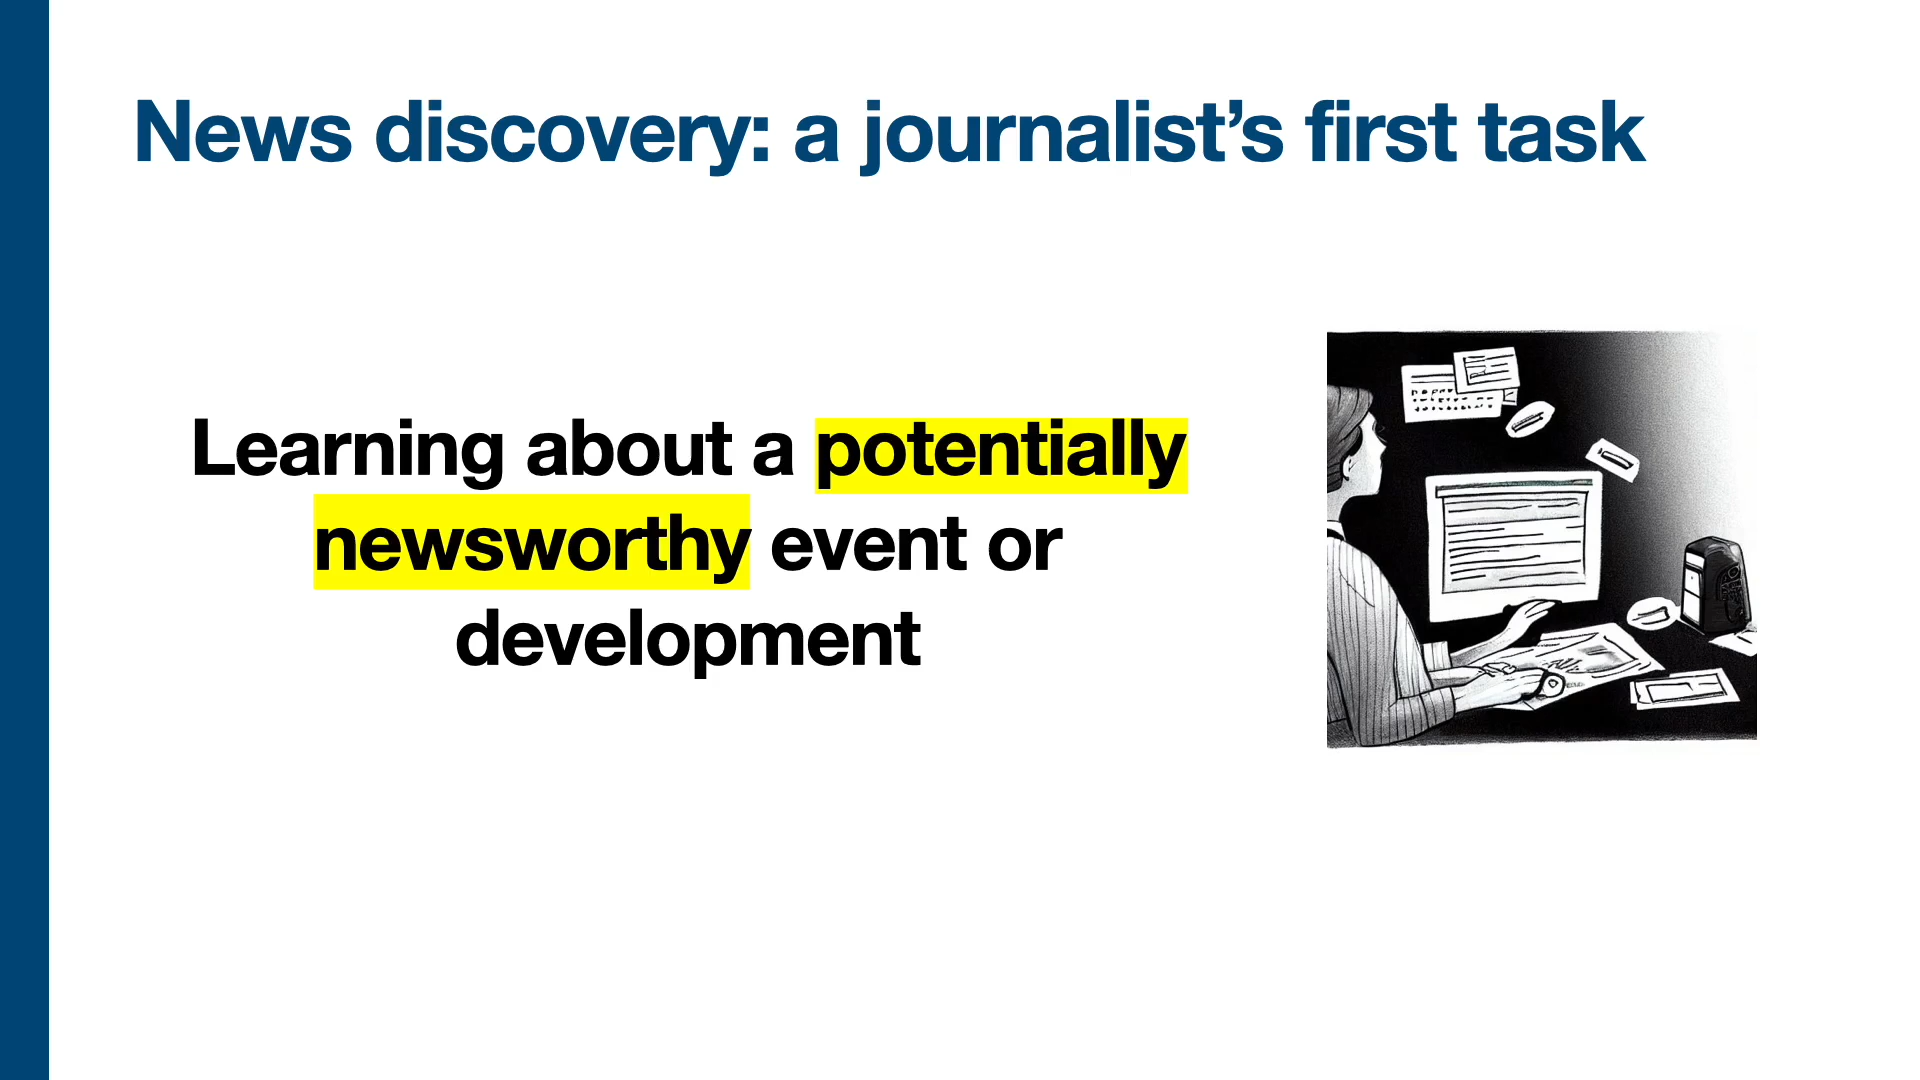 News discovery: a journalist’s first task
Learning about a potentially
newsworthy event or
development